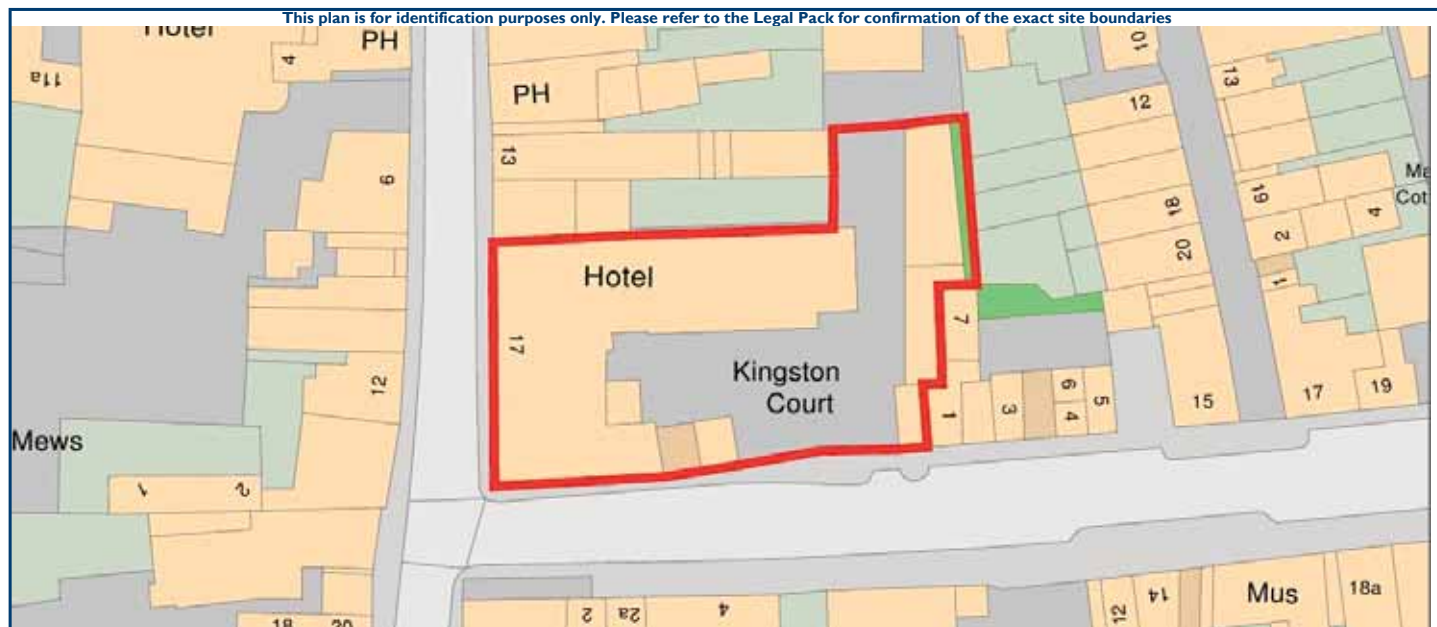 This plan is for identification purposes only. Please refer to the Legal Pack for confirmation of the exact site boundaries
Hotel
PH
4
11a
PH
10
13
12
13
6
18
19
4
2
20
1
Hotel
17
7
Kingston
Court
12
1
3
6
4
5
15
17
19
Mews
1
2
2
2a
4
12
14
Mus
18a
18
20